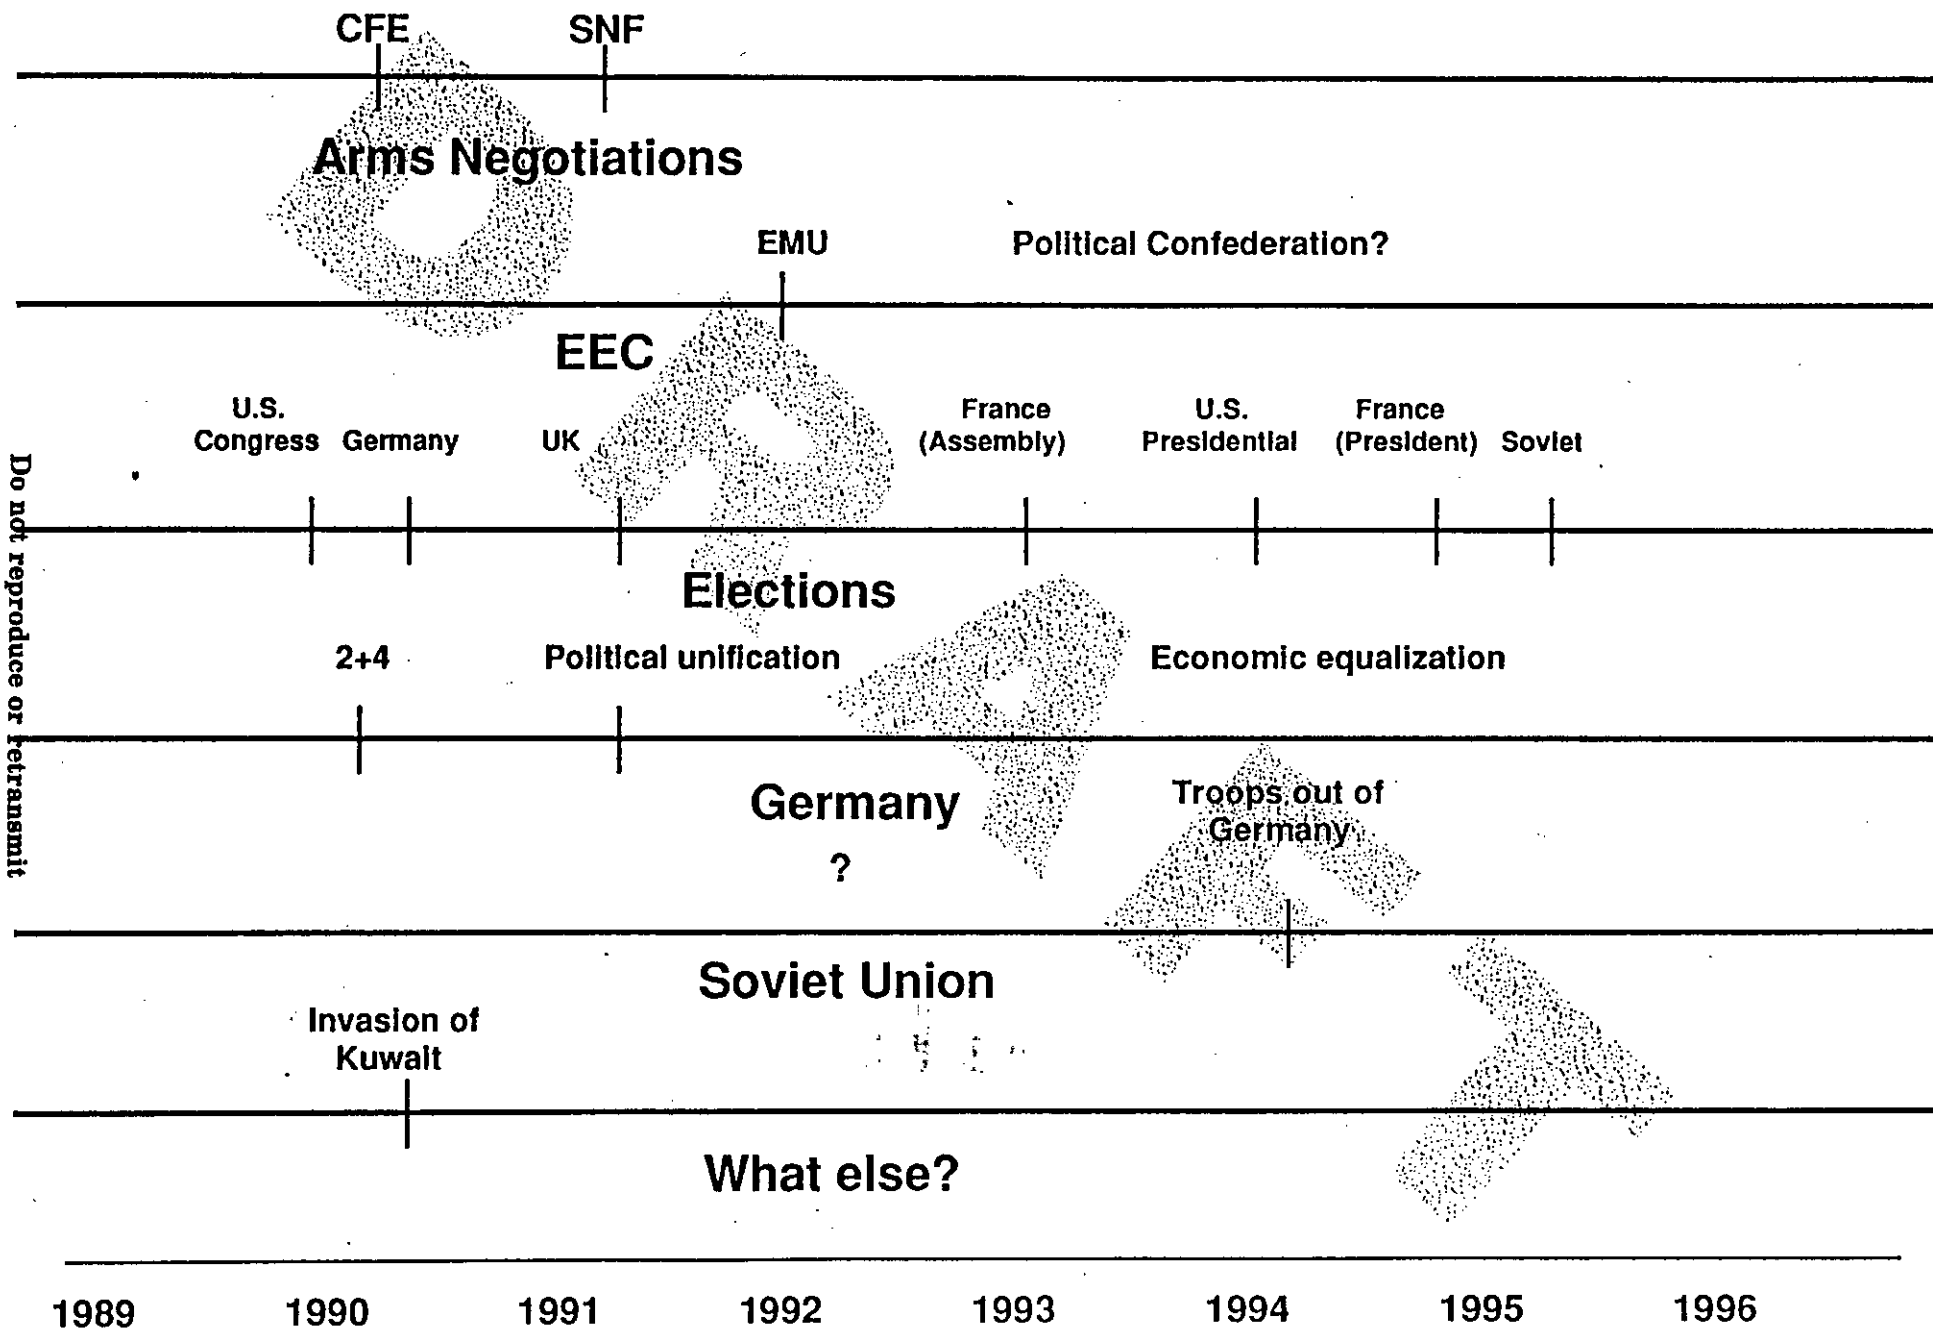 CFE SNF
Arms Negotiations
EMU Political Confederation?
EEC
U.S. France U.S. France
Congress Germany UK (Assembly) Presidential (President) Soviet
Elections
2+4 Political unification Economic equalization
Germany
Troops out of
Germany
?
Soviet Union
Invasion of
Kuwait
What else?
1989 1990 1991 1992 1993 1994 1995 1996
Do not reproduce or retransmit
DRAFT